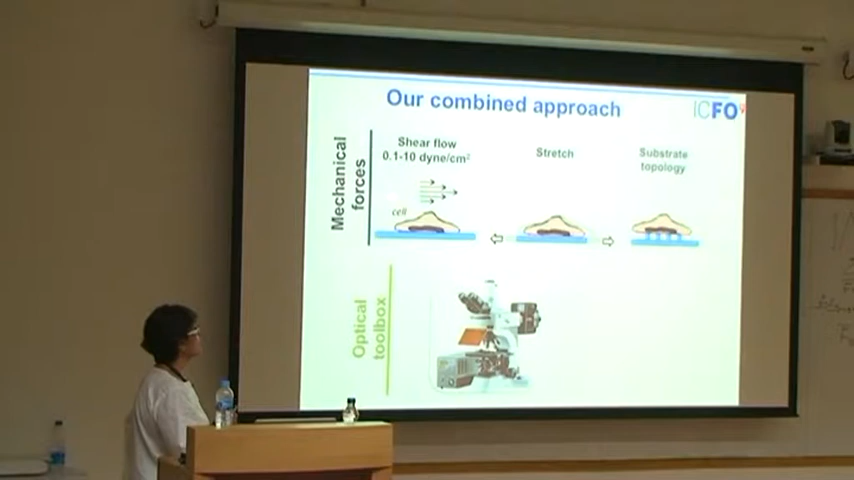 Our combined approach
ICFO
Mechanical
forces
Shear flow
0.1-10 dyne/cm²
Stretch
Substrate
topology
cell
Optical
toolbox